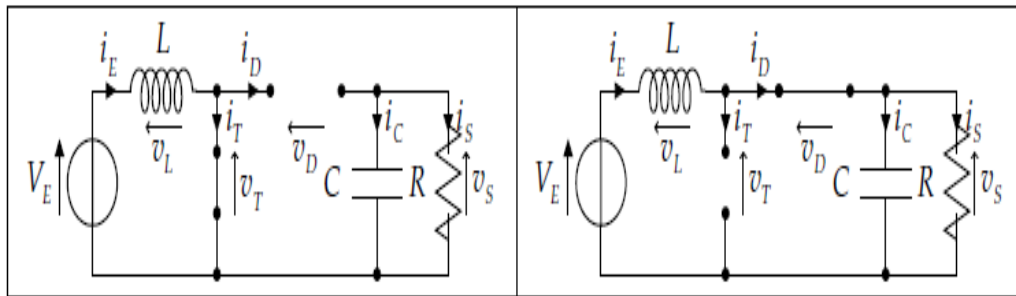 i_E L i_D
i_T i_C i_S
v_L v_D
V_E v_T C R v_S
i_E L i_D
i_T i_C i_S
v_L v_D
V_E v_T C R v_S